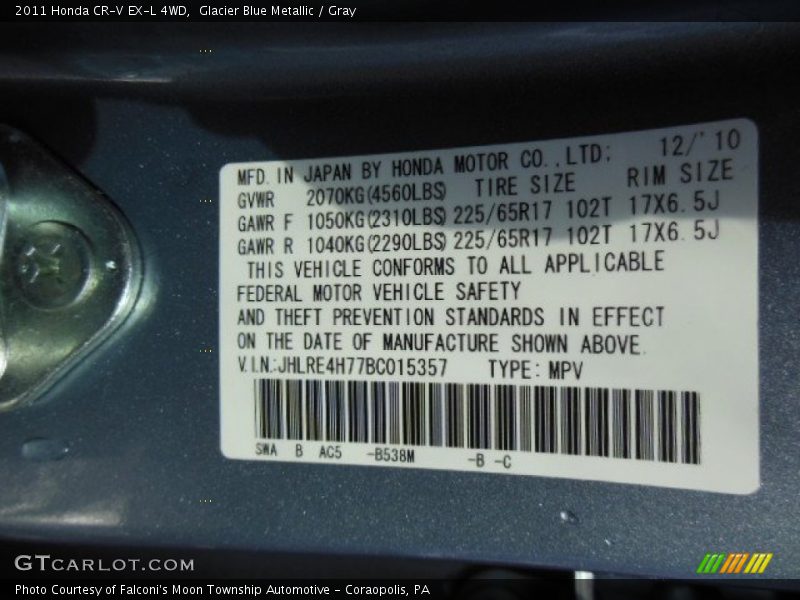 2011 Honda CR-V EX-L 4WD, Glacier Blue Metallic / Gray
MFD. IN JAPAN BY HONDA MOTOR CO.,LTD; 12/'10
GVWR 2070KG(4560LBS) TIRE SIZE RIM SIZE
GAWR F 1050KG(2310LBS) 225/65R17 102T 17X6.5J
GAWR R 1040KG(2290LBS) 225/65R17 102T 17X6.5J
THIS VEHICLE CONFORMS TO ALL APPLICABLE
FEDERAL MOTOR VEHICLE SAFETY
AND THEFT PREVENTION STANDARDS IN EFFECT
ON THE DATE OF MANUFACTURE SHOWN ABOVE.
V.I.N.:JHLRE4H77BC015357 TYPE: MPV
SWA B AC5 -B538M -B -C
GTCARLOT.COM
Photo Courtesy of Falconi's Moon Township Automotive - Coraopolis, PA